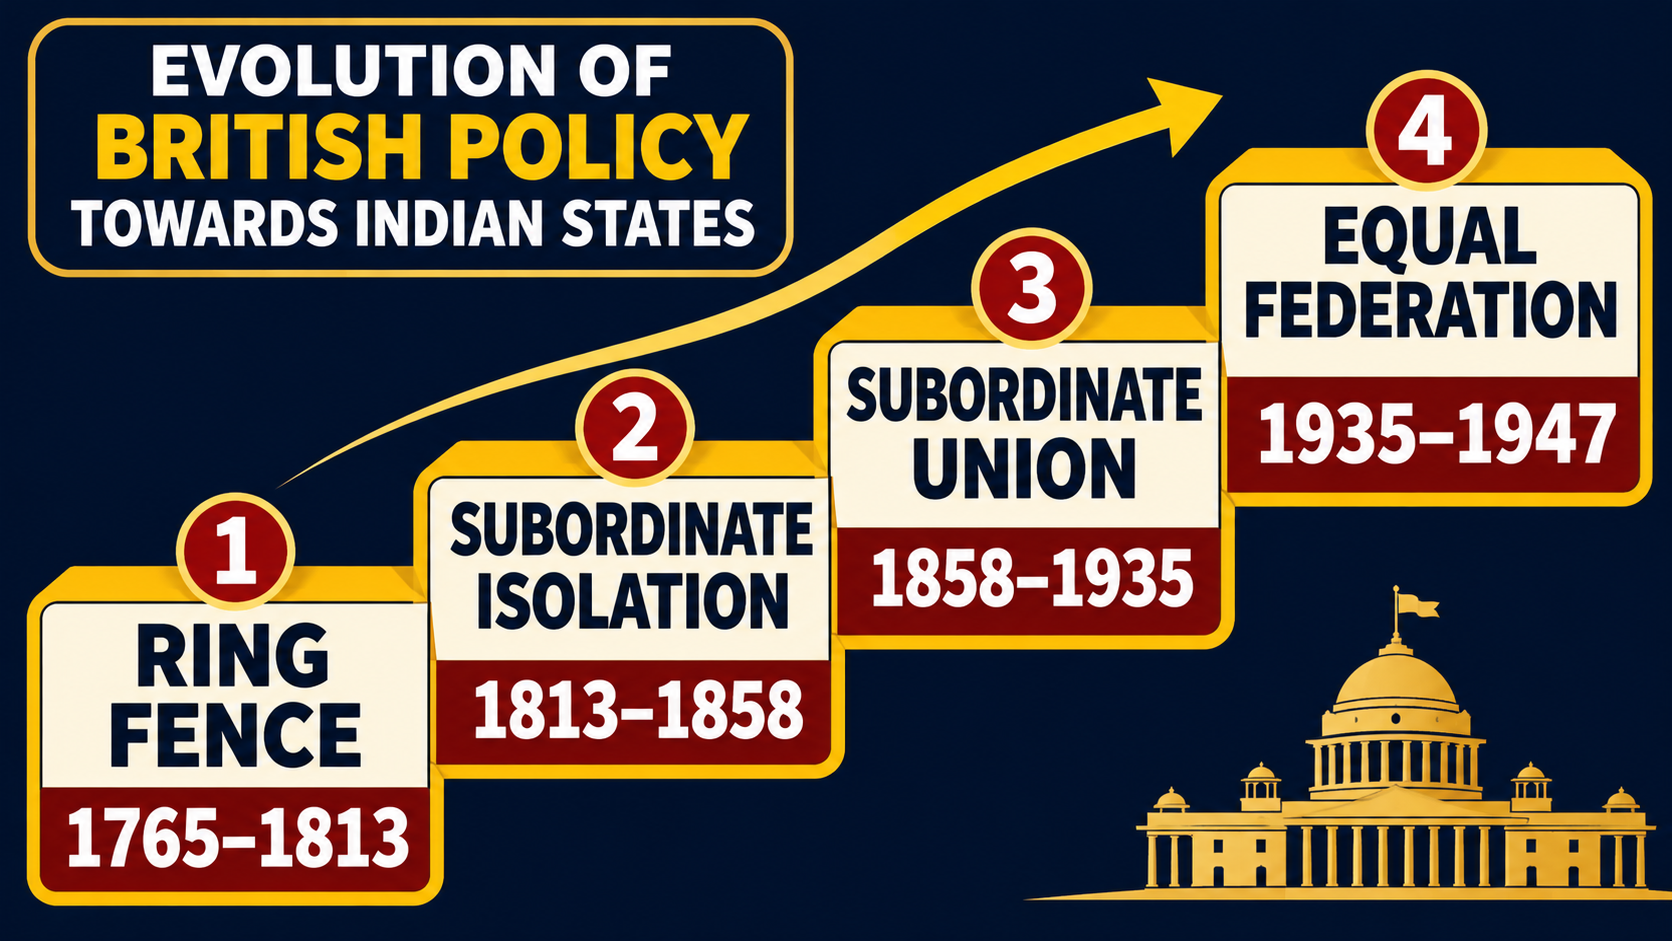 EVOLUTION OF
BRITISH POLICY
TOWARDS INDIAN STATES
1
RING
FENCE
1765–1813
2
SUBORDINATE
ISOLATION
1813–1858
3
SUBORDINATE
UNION
1858–1935
4
EQUAL
FEDERATION
1935–1947